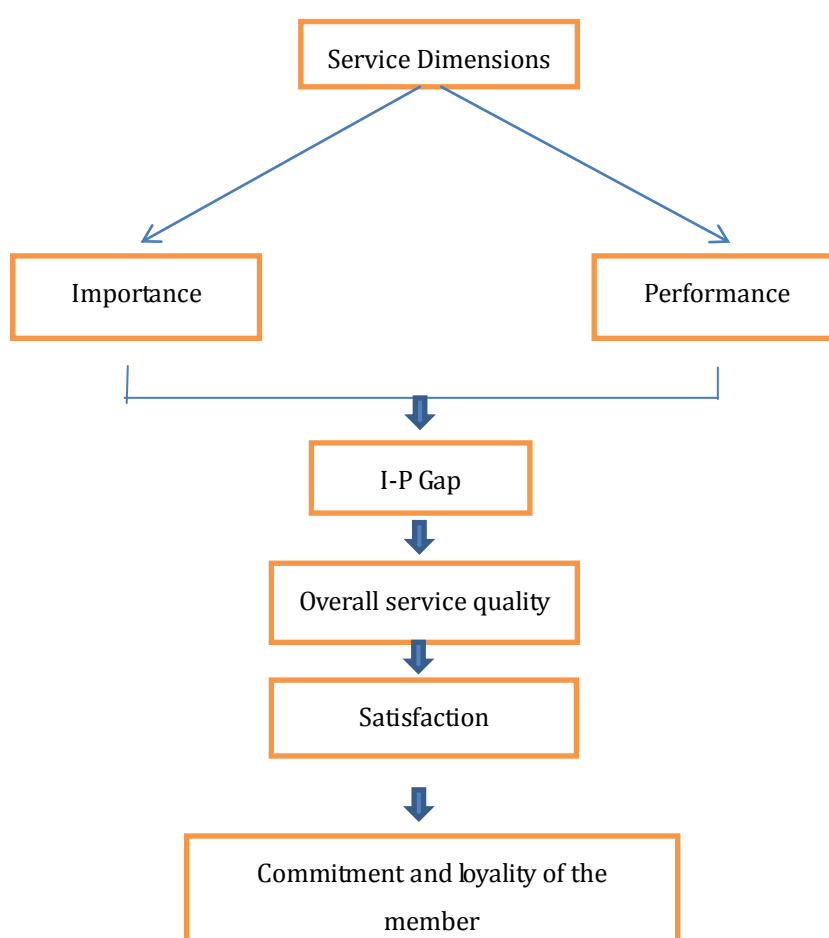 Service Dimensions
Importance
Performance
I-P Gap
Overall service quality
Satisfaction
Commitment and loyality of the
member